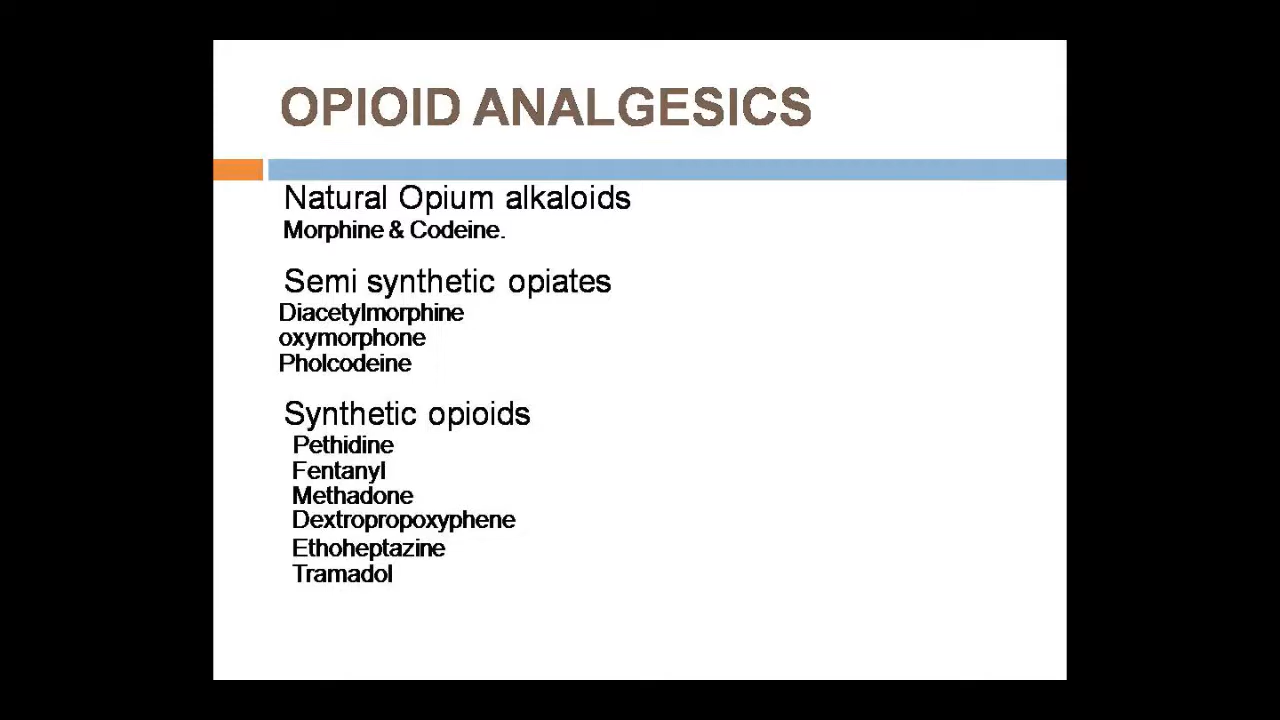 OPIOID ANALGESICS
Natural Opium alkaloids
Morphine & Codeine.
Semi synthetic opiates
Diacetylmorphine
oxymorphone
Pholcodeine
Synthetic opioids
Pethidine
Fentanyl
Methadone
Dextropropoxyphene
Ethoheptazine
Tramadol